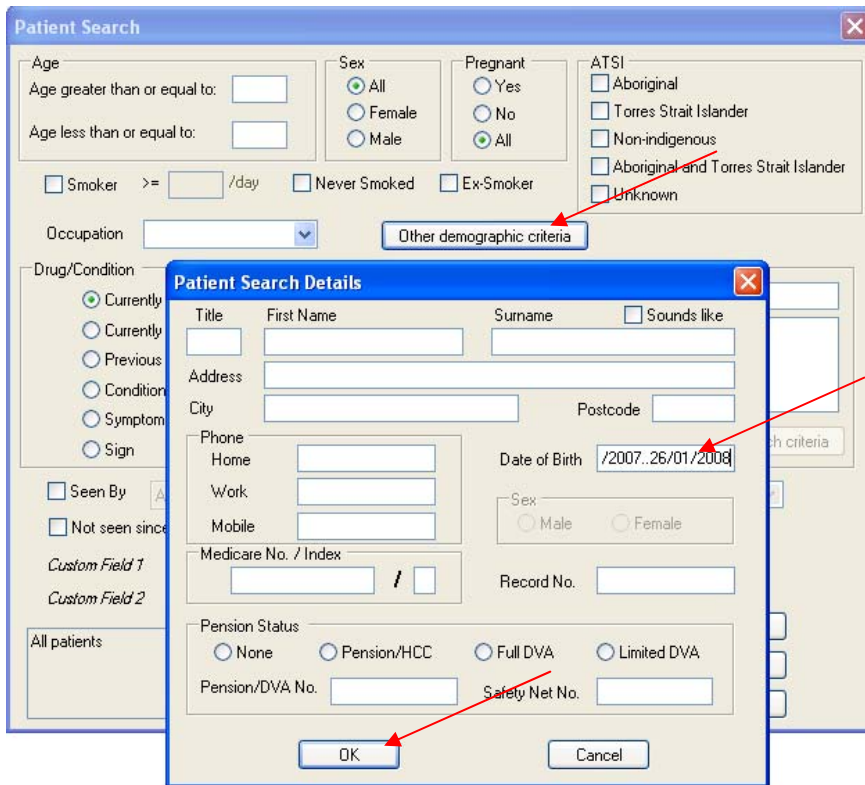 Patient Search
Age Sex Pregnant ATSI
Age greater than or equal to: All Yes Aboriginal
Female No Torres Strait Islander
Age less than or equal to: Male All Non-indigenous
Aboriginal and Torres Strait Islander
Smoker >= /day Never Smoked Ex-Smoker Unknown
Occupation Other demographic criteria
Drug/Condition
Currently
Currently
Previous
Condition
Symptom
Sign
Seen By
Not seen since
Custom Field 1
Custom Field 2
All patients
Patient Search Details
Title First Name Surname Sounds like
Address
City Postcode
Phone
Home Date of Birth /2007..26/01/2008
Work Sex
Mobile Male Female
Medicare No. / Index
/ Record No.
Pension Status
None Pension/HCC Full DVA Limited DVA
Pension/DVA No. Safety Net No.
OK Cancel
criteria